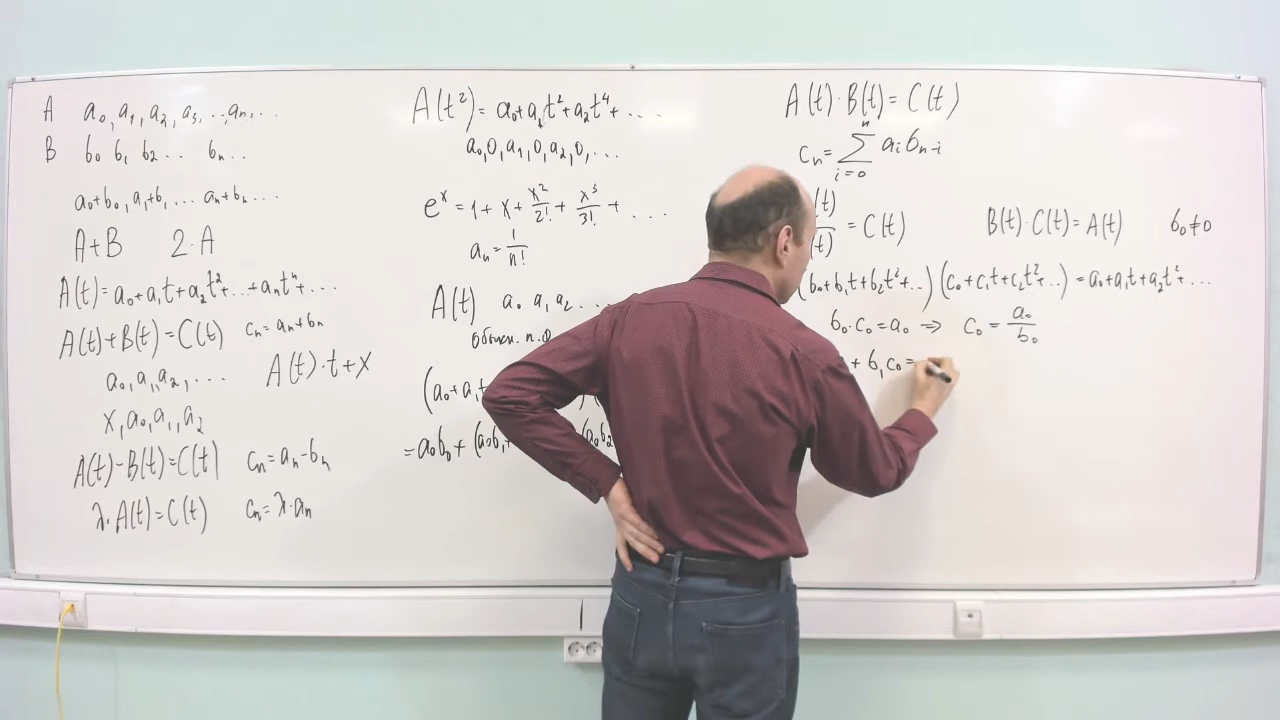 A a₀, a₁, a₂, a₃, ..., aₙ, ...
B b₀ b₁ b₂ ... bₙ ...
a₀+b₀, a₁+b₁, ... aₙ+bₙ ...
A+B 2·A
A(t)=a₀+a₁t+a₂t²+...+aₙtⁿ+...
A(t)+B(t)=C(t) cₙ=aₙ+bₙ
a₀, a₁, a₂, ... A(t)·t+x
x, a₀, a₁, a₂
A(t)-B(t)=C(t) cₙ=aₙ-bₙ
λ·A(t)=C(t) cₙ=λ·aₙ
A(t²)=a₀+a₁t²+a₂t⁴+...
a₀,0,a₁,0,a₂,0,...
eˣ=1+x+x²/2!+x³/3!+...
aₙ=1/n!
A(t) a₀ a₁ a₂ ...
(a₀+a₁t
=a₀b₀+(a₀b₁+ (a₀b₂
A(t)·B(t)=C(t)
cₙ=∑ᵢ₌₀ⁿ aᵢbₙ₋ᵢ
(t)/(t)=C(t) B(t)·C(t)=A(t) b₀≠0
(b₀+b₁t+b₂t²+...)(c₀+c₁t+c₂t²+...)=a₀+a₁t+a₂t²+...
b₀·c₀=a₀ ⇒ c₀=a₀/b₀
+b₁c₀=